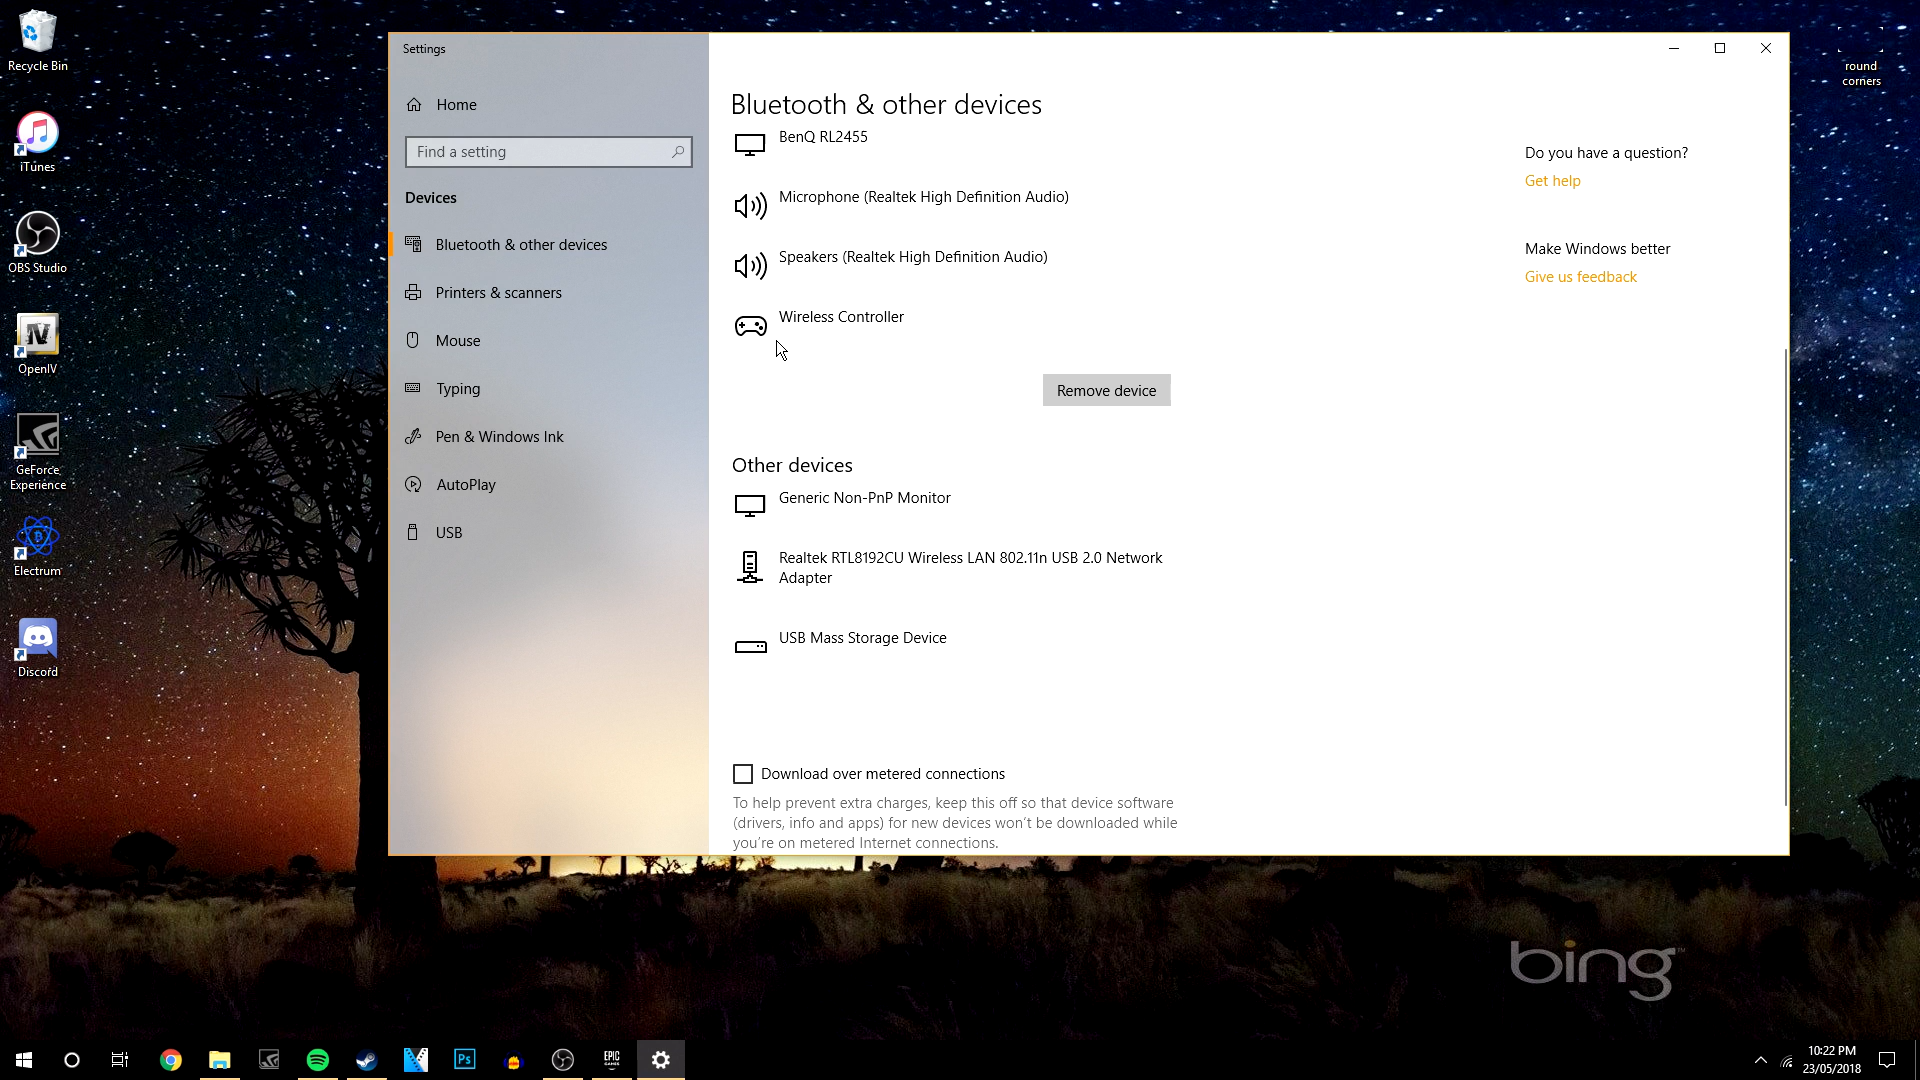 Recycle Bin
iTunes
OBS Studio
IV
OpenIV
GeForce
Experience
Electrum
Discord
round
corners
Settings
Home
Find a setting
Devices
Bluetooth & other devices
Printers & scanners
Mouse
Typing
Pen & Windows Ink
AutoPlay
USB
Bluetooth & other devices
BenQ RL2455
Microphone (Realtek High Definition Audio)
Speakers (Realtek High Definition Audio)
Wireless Controller
Remove device
Other devices
Generic Non-PnP Monitor
Realtek RTL8192CU Wireless LAN 802.11n USB 2.0 Network
Adapter
USB Mass Storage Device
Download over metered connections
To help prevent extra charges, keep this off so that device software
(drivers, info and apps) for new devices won't be downloaded while
you're on metered Internet connections.
Do you have a question?
Get help
Make Windows better
Give us feedback
bing™
Ps
EPIC
GAMES
10:22 PM
23/05/2018